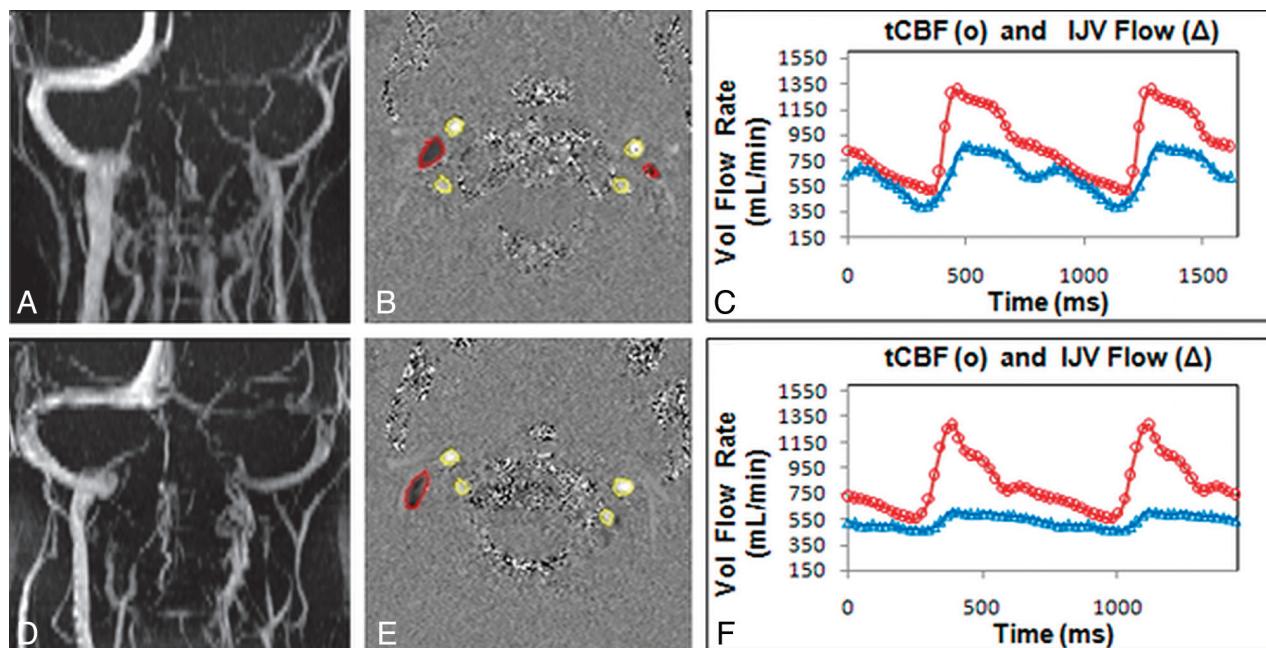 A
B
C
tCBF (o) and IJV Flow (Δ)
Vol Flow Rate
(mL/min)
1550
1350
1150
950
750
550
350
150
0
500
1000
1500
Time (ms)
D
E
F
tCBF (o) and IJV Flow (Δ)
Vol Flow Rate
(mL/min)
1550
1350
1150
950
750
550
350
150
0
500
1000
Time (ms)